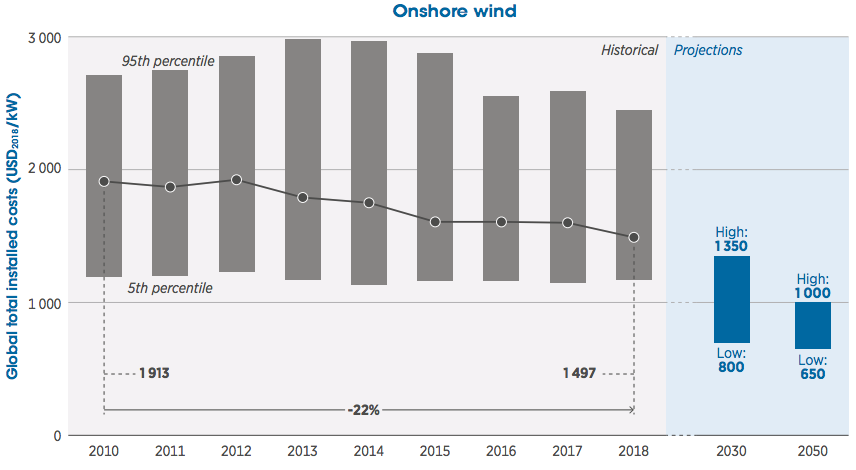 Onshore wind
Global total installed costs (USD2018/kW)
3 000
2 000
1 000
0
95th percentile
5th percentile
Historical
Projections
1 913
1 497
-22%
High:
1 350
Low:
800
High:
1 000
Low:
650
2010 2011 2012 2013 2014 2015 2016 2017 2018 2030 2050